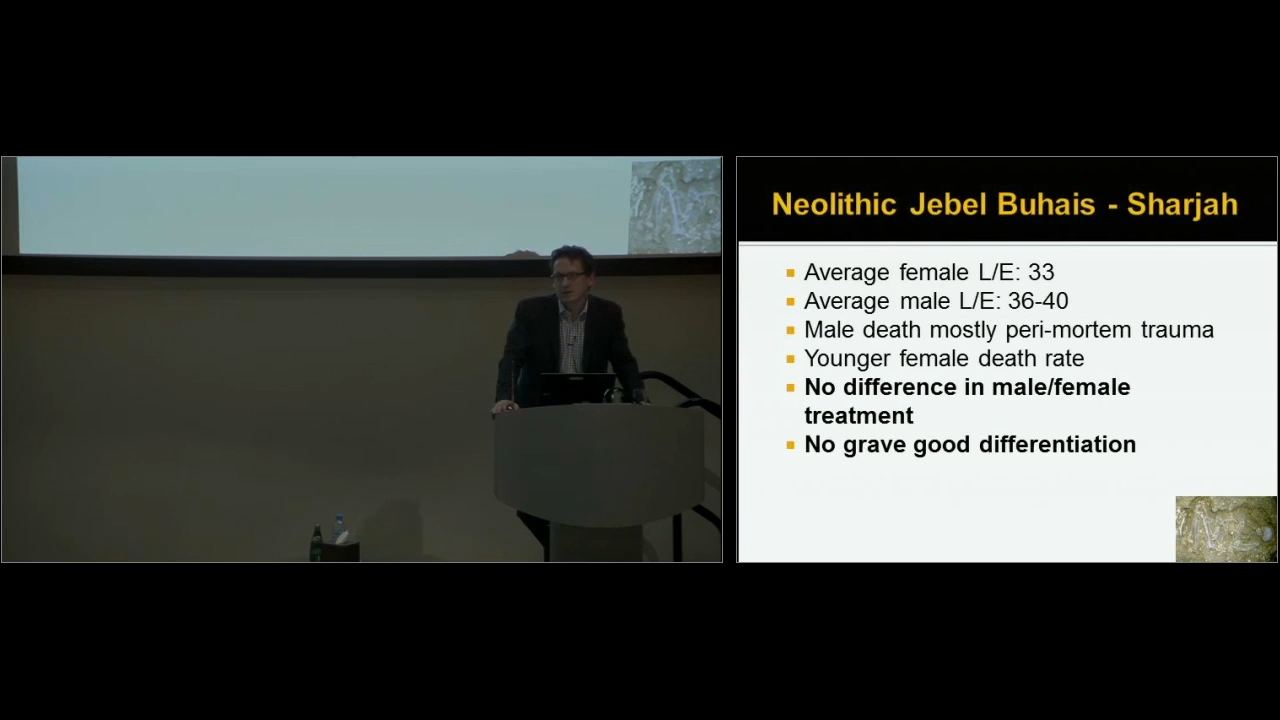 Neolithic Jebel Buhais - Sharjah
Average female L/E: 33
Average male L/E: 36-40
Male death mostly peri-mortem trauma
Younger female death rate
No difference in male/female
treatment
No grave good differentiation